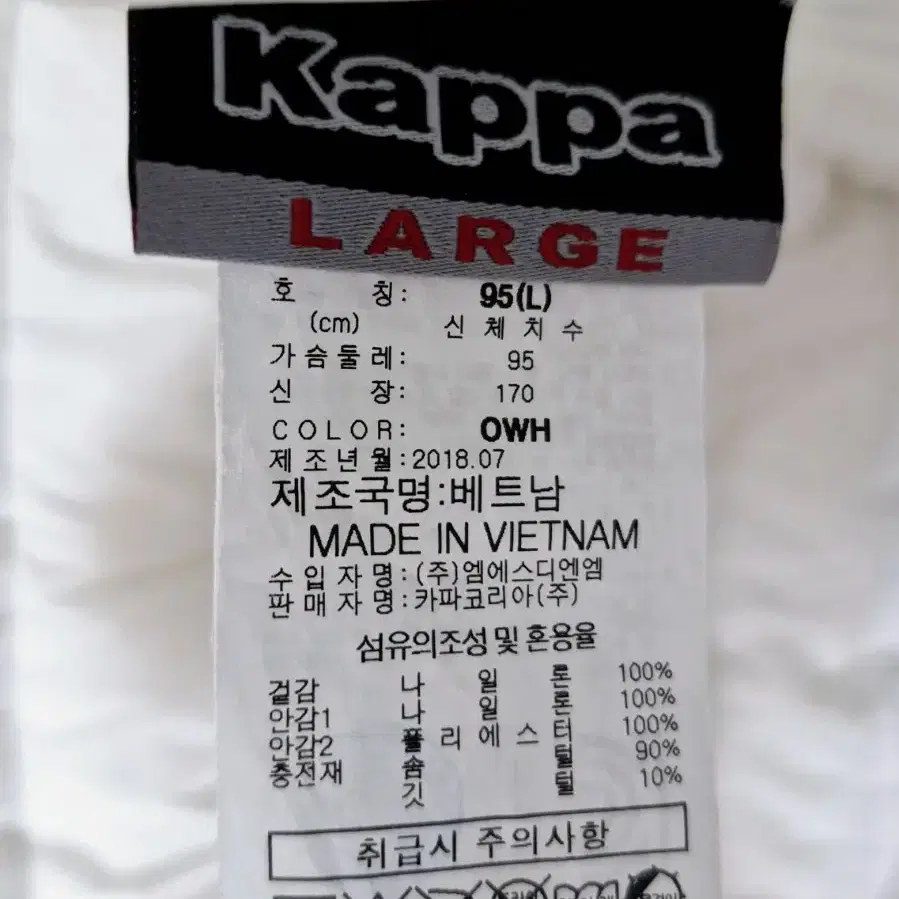 Kappa
LARGE
호 칭: 95(L)
(cm) 신체치수
가슴둘레: 95
신 장: 170
COLOR: OWH
제조년월:2018.07
제조국명:베트남
MADE IN VIETNAM
수입자명:(주)엠에스디엔엠
판매자명:카파코리아(주)
섬유의조성 및 혼용율
겉감 나 일 론 100%
안감1 나 일 론 100%
안감2 폴 리 에 스 터 100%
충전재 솜 털 90%
깃 털 10%
취급시 주의사항